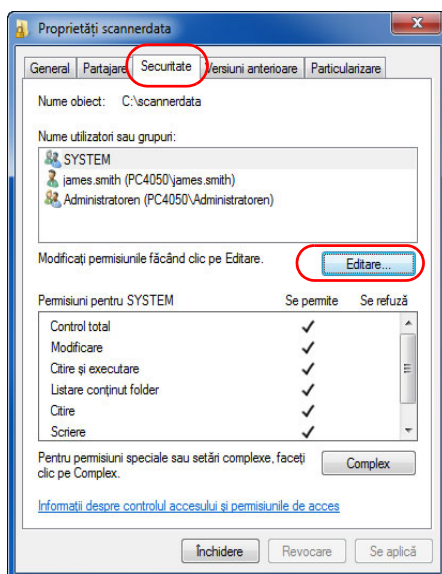 Proprietăți scannerdata
General Partajare Securitate Versiuni anterioare Particularizare
Nume obiect: C:\scannerdata
Nume utilizatori sau grupuri:
SYSTEM
james.smith (PC4050\james.smith)
Administratoren (PC4050\Administratoren)
Modificați permisiunile făcând clic pe Editare.
Editare...
Permisiuni pentru SYSTEM Se permite Se refuză
Control total
Modificare
Citire și executare
Listare conținut folder
Citire
Scriere
Pentru permisiuni speciale sau setări complexe, faceți
clic pe Complex.
Complex
Informații despre controlul accesului și permisiunile de acces
Închidere Revocare Se aplică